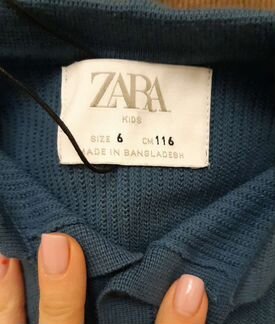 ZARA
KIDS
SIZE 6 CM 116
MADE IN BANGLADESH